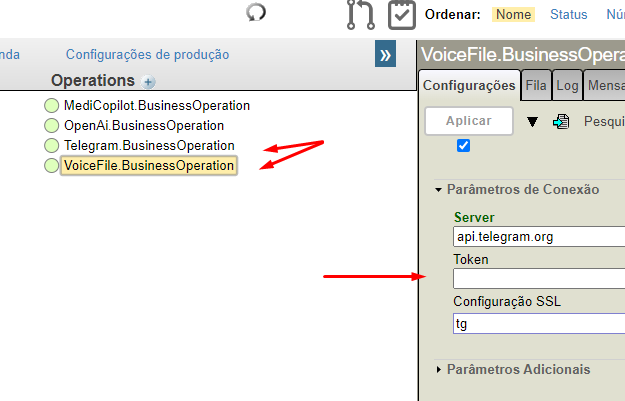 Ordenar: Nome Status Nú
nda Configurações de produção » VoiceFile.BusinessOpera
Operations +
Configurações Fila Log Mensa
MediCopilot.BusinessOperation
OpenAi.BusinessOperation
Aplicar Pesqui
Telegram.BusinessOperation
VoiceFile.BusinessOperation
Parâmetros de Conexão
Server
api.telegram.org
Token
Configuração SSL
tg
Parâmetros Adicionais